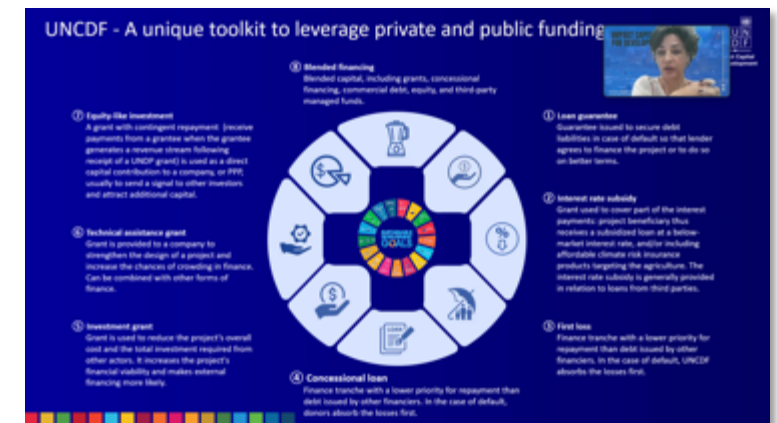 UNCDF - A unique toolkit to leverage private and public funding
⑧ Blended financing
Blended capital, including grants, concessional
financing, commercial debt, equity, and third-party
managed funds.
⑦ Equity-like investment
A grant with contingent repayment (receive
payments from a grantee when the grantee
generates a revenue stream following
receipt of a UNDP grant) is used as a direct
capital contribution to a company, or PPP,
usually to send a signal to other investors
and attract additional capital.
⑥ Technical assistance grant
Grant is provided to a company to
strengthen the design of a project and
increase the chances of crowding in finance.
Can be combined with other forms of
finance.
⑤ Investment grant
Grant is used to reduce the project's overall
cost and the total investment required from
other actors. It increases the project's
financial viability and makes external
financing more likely.
① Loan guarantee
Guarantee issued to secure debt
liabilities in case of default so that lender
agrees to finance the project or to do so
on better terms.
② Interest rate subsidy
Grant used to cover part of the interest
payments: project beneficiary thus
receives a subsidized loan at a below-
market interest rate, and/or including
affordable climate risk insurance
products targeting the agriculture. The
interest rate subsidy is generally provided
in relation to loans from third parties.
③ First loss
Finance tranche with a lower priority for
repayment than debt issued by other
financiers. In case of default, UNCDF
absorbs the losses first.
④ Concessional loan
Finance tranche with a lower priority for repayment than
debt issued by other financiers. In the case of default,
donors absorb the losses first.
SUSTAINABLE
DEVELOPMENT
GOALS
LOAN
%